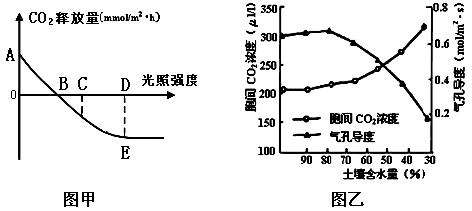 CO₂释放量(mmol/m²·h)
A
B C D
光照强度
0
E
图甲
胞间CO₂浓度(μl/l)
350
300
250
200
150
100
气孔导度(mol/m²·s)
0.8
0.6
0.4
0.2
胞间CO₂浓度
气孔导度
90 80 70 60 50 40 30
土壤含水量(%)
图乙